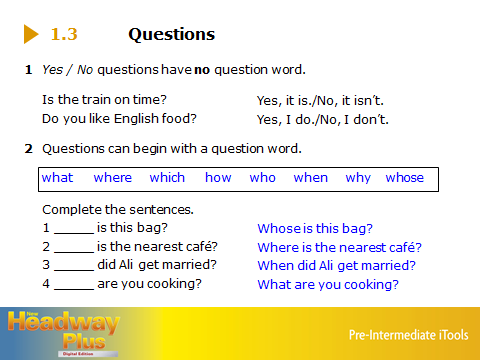 1.3 Questions
1 Yes / No questions have no question word.
Is the train on time? Yes, it is./No, it isn't.
Do you like English food? Yes, I do./No, I don't.
2 Questions can begin with a question word.
what where which how who when why whose
Complete the sentences.
1 ______ is this bag? Whose is this bag?
2 ______ is the nearest café? Where is the nearest café?
3 ______ did Ali get married? When did Ali get married?
4 ______ are you cooking? What are you cooking?
New
Headway
Plus
Digital Edition
Pre-Intermediate iTools